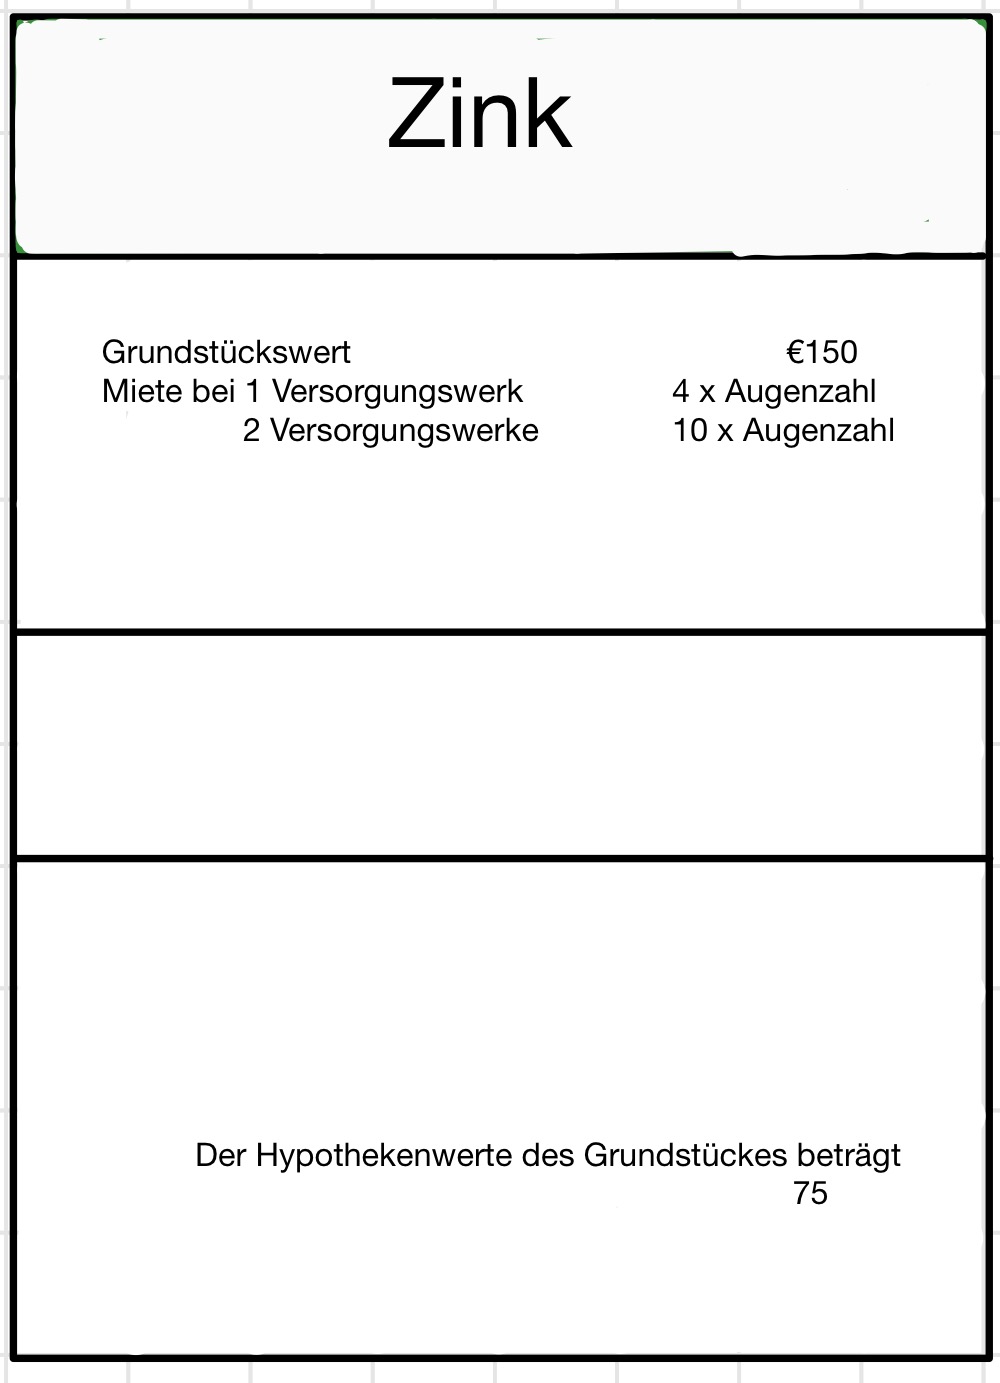 Zink
Grundstückswert €150
Miete bei 1 Versorgungswerk 4 x Augenzahl
2 Versorgungswerke 10 x Augenzahl
Der Hypothekenwerte des Grundstückes beträgt
75